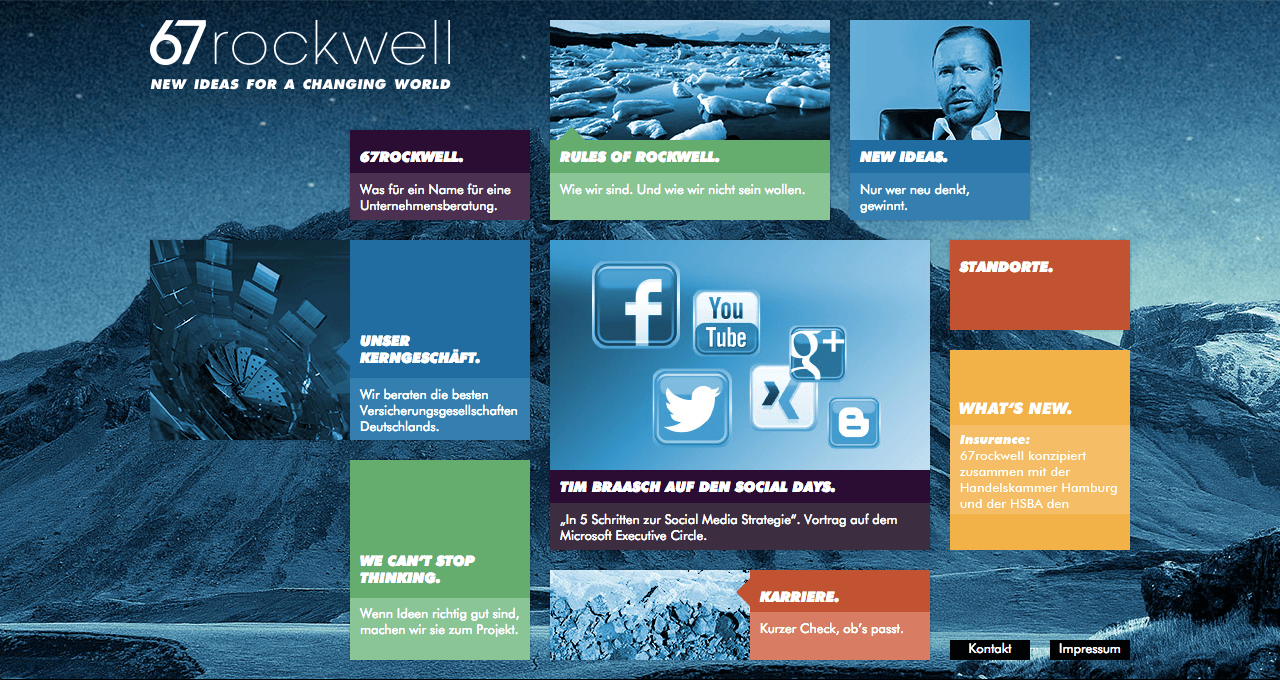 67rockwell
NEW IDEAS FOR A CHANGING WORLD
67ROCKWELL.
Was für ein Name für eine
Unternehmensberatung.
RULES OF ROCKWELL.
Wie wir sind. Und wie wir nicht sein wollen.
NEW IDEAS.
Nur wer neu denkt,
gewinnt.
UNSER
KERNGESCHÄFT.
Wir beraten die besten
Versicherungsgesellschaften
Deutschlands.
f
You
Tube
g+
B
TIM BRAASCH AUF DEN SOCIAL DAYS.
„In 5 Schritten zur Social Media Strategie“. Vortrag auf dem
Microsoft Executive Circle.
STANDORTE.
WHAT'S NEW.
Insurance:
67rockwell konzipiert
zusammen mit der
Handelskammer Hamburg
und der HSBA den
WE CAN'T STOP
THINKING.
Wenn Ideen richtig gut sind,
machen wir sie zum Projekt.
KARRIERE.
Kurzer Check, ob's passt.
Kontakt
Impressum